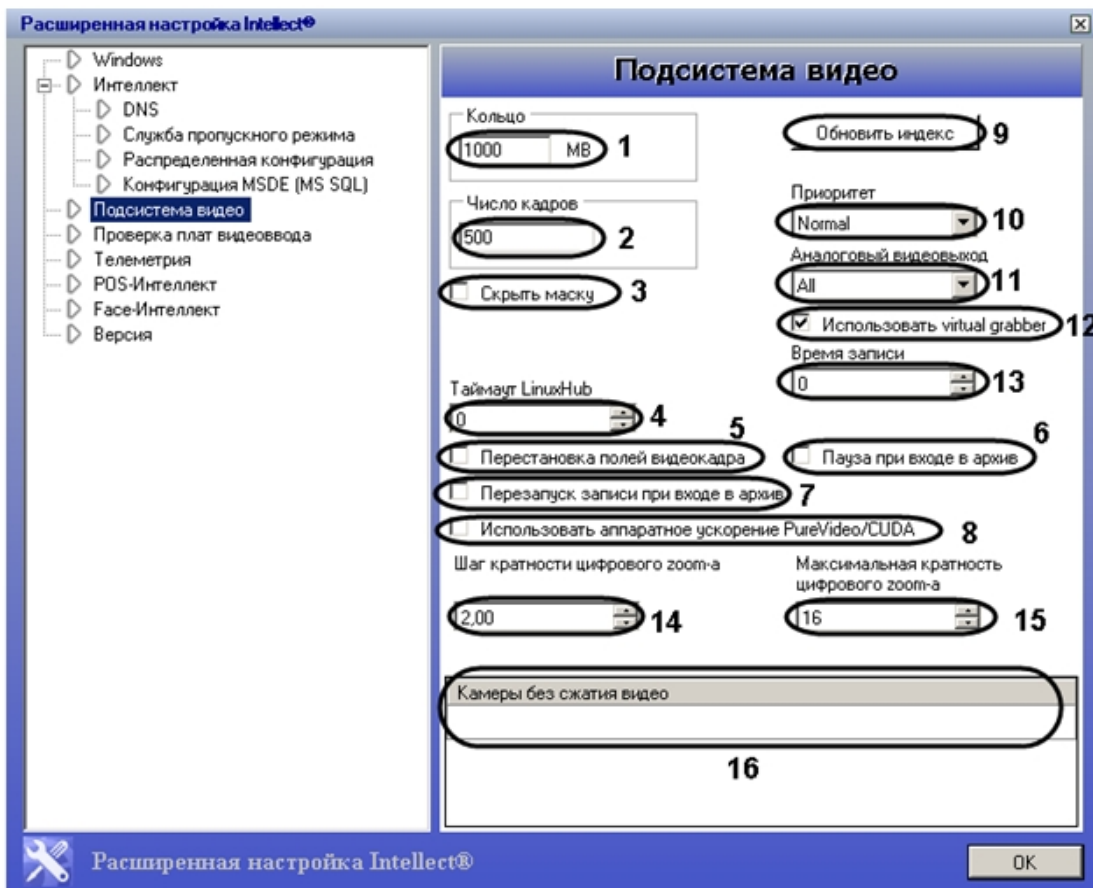 Расширенная настройка Intellect®
Windows
Интеллект
DNS
Служба пропускного режима
Распределенная конфигурация
Конфигурация MSDE (MS SQL)
Подсистема видео
Проверка плат видеоввода
Телеметрия
POS-Интеллект
Face-Интеллект
Версия
Подсистема видео
Кольцо
1000 MB 1
Обновить индекс 9
Число кадров
500 2
Приоритет
Normal 10
Аналоговый видеовыход
All 11
Скрыть маску 3
Использовать virtual grabber 12
Время записи
0 13
Таймаут LinuxHub
0 4
Перестановка полей видеокадра 5
Пауза при входе в архив 6
Перезапуск записи при входе в архив 7
Использовать аппаратное ускорение PureVideo/CUDA 8
Шаг кратности цифрового zoom-а
2,00 14
Максимальная кратность
цифрового zoom-а
16 15
Камеры без сжатия видео
16
Расширенная настройка Intellect®
OK